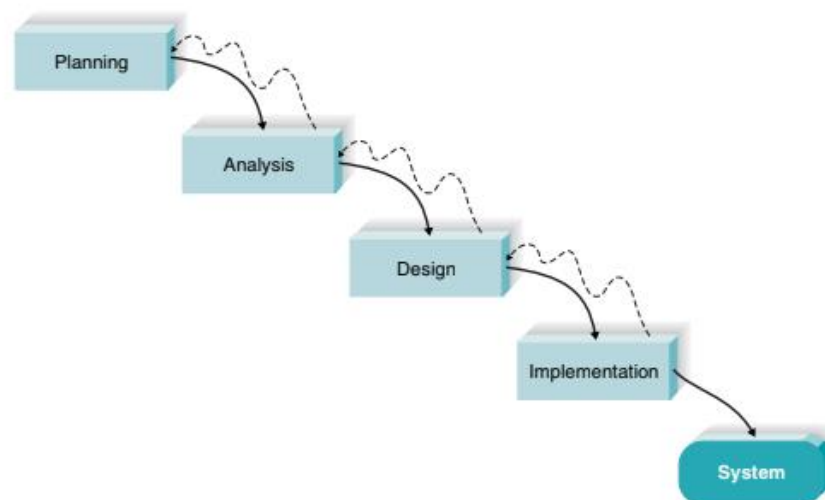 Planning
Analysis
Design
Implementation
System